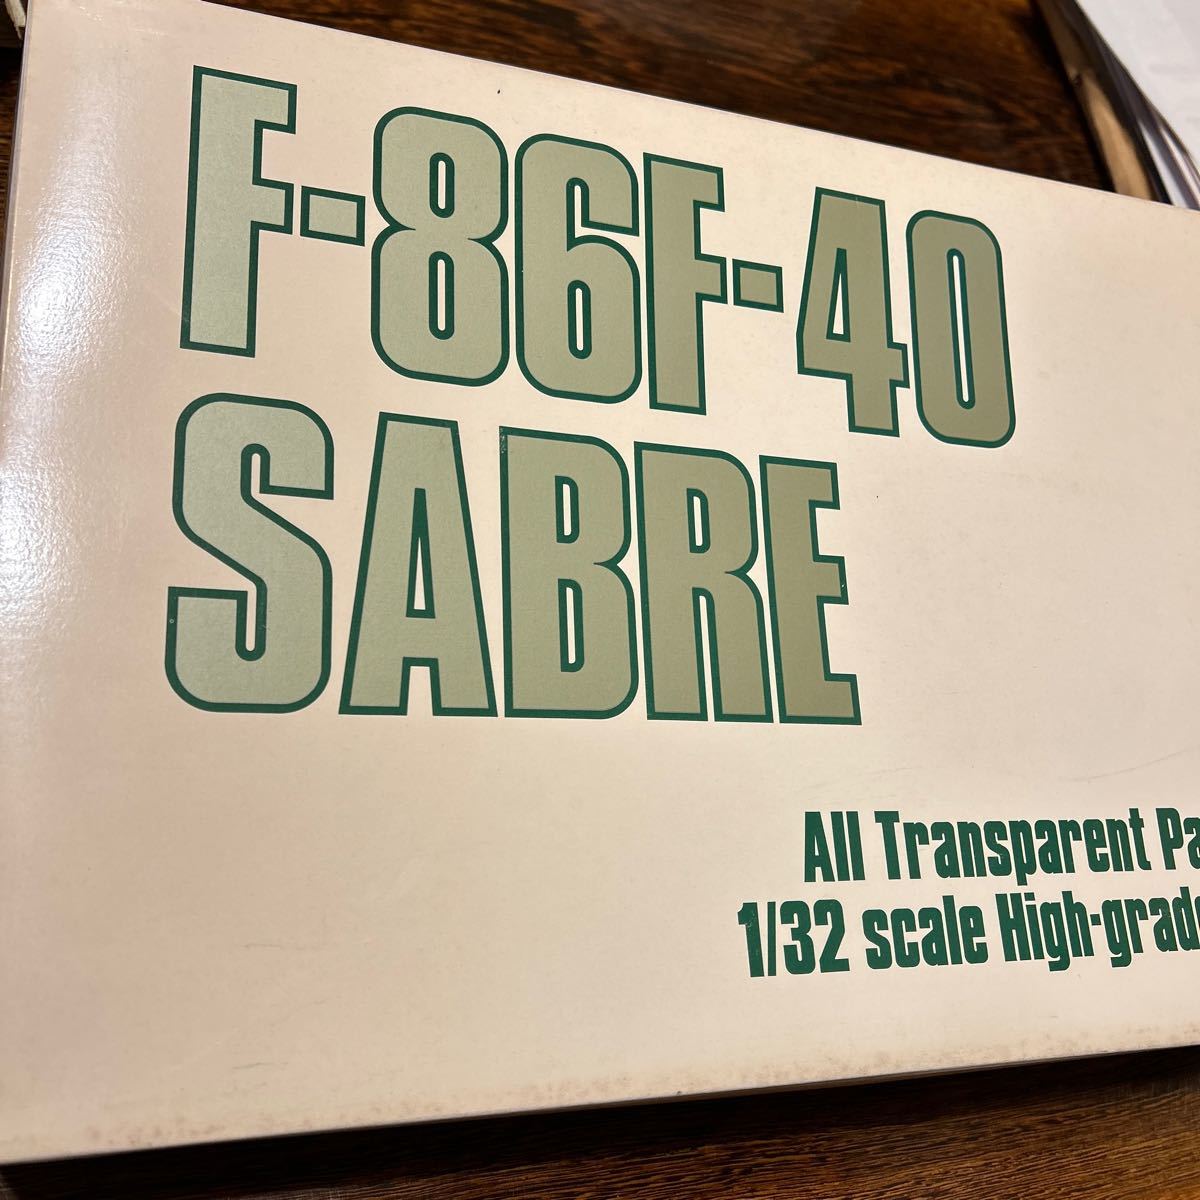 F-86F-40
SABRE
All Transparent Pa
1/32 scale High-grade